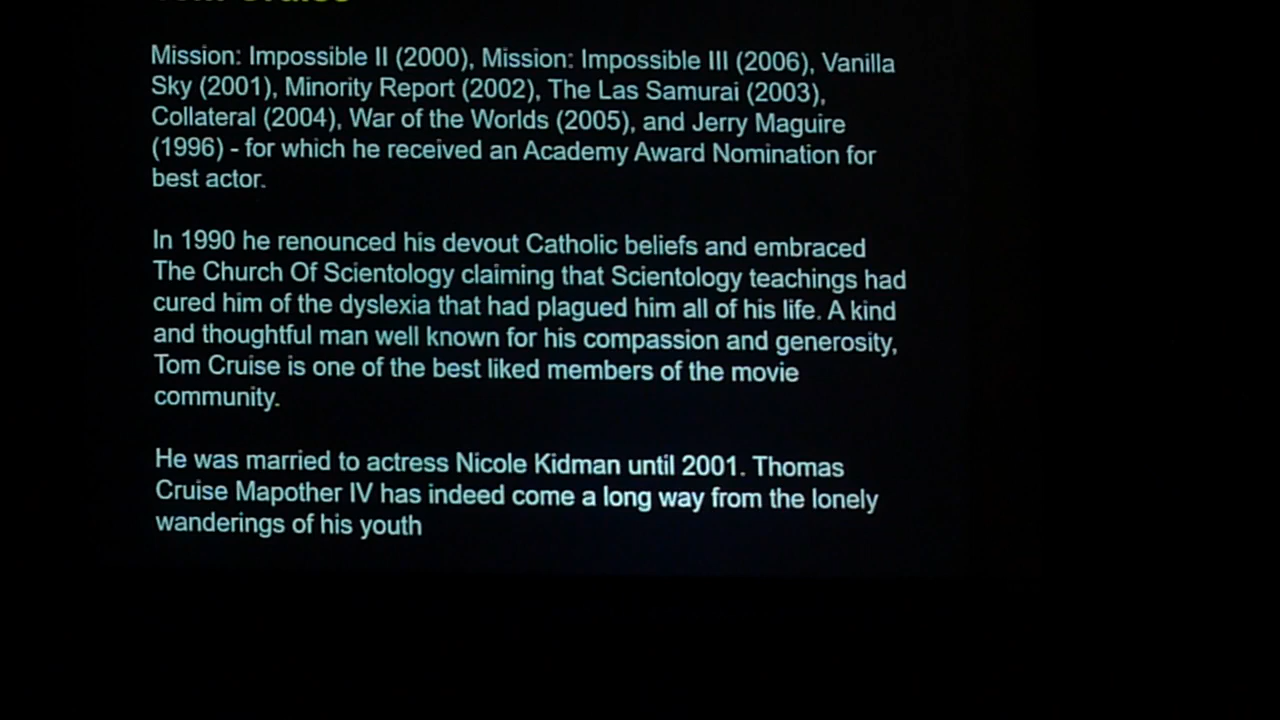 Tom Cruise
Mission: Impossible II (2000), Mission: Impossible III (2006), Vanilla
Sky (2001), Minority Report (2002), The Las Samurai (2003),
Collateral (2004), War of the Worlds (2005), and Jerry Maguire
(1996) - for which he received an Academy Award Nomination for
best actor.
In 1990 he renounced his devout Catholic beliefs and embraced
The Church Of Scientology claiming that Scientology teachings had
cured him of the dyslexia that had plagued him all of his life. A kind
and thoughtful man well known for his compassion and generosity,
Tom Cruise is one of the best liked members of the movie
community.
He was married to actress Nicole Kidman until 2001. Thomas
Cruise Mapother IV has indeed come a long way from the lonely
wanderings of his youth